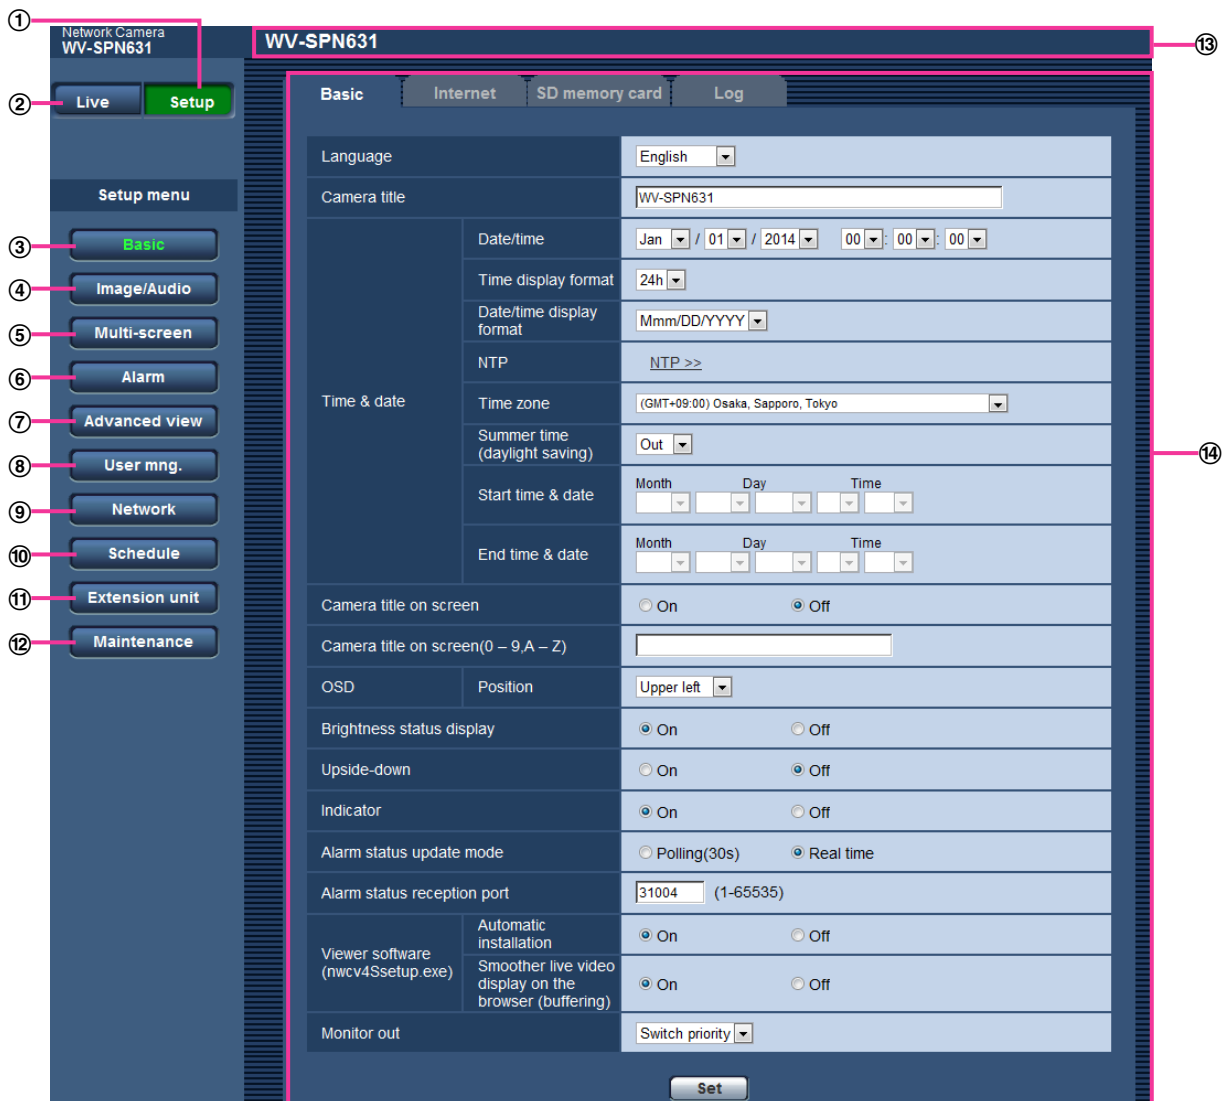 ①
Network Camera
WV-SPN631
WV-SPN631
⑬
② Live Setup
Basic Internet SD memory card Log
Setup menu
③ Basic
④ Image/Audio
⑤ Multi-screen
⑥ Alarm
⑦ Advanced view
⑧ User mng.
⑨ Network
⑩ Schedule
⑪ Extension unit
⑫ Maintenance
Language English
Camera title WV-SPN631
Time & date
Date/time Jan / 01 / 2014 00 : 00 : 00
Time display format 24h
Date/time display
format
Mmm/DD/YYYY
NTP NTP >>
Time zone (GMT+09:00) Osaka, Sapporo, Tokyo
Summer time
(daylight saving)
Out
⑭
Start time & date
Month Day Time
End time & date
Month Day Time
Camera title on screen On Off
Camera title on screen(0 – 9,A – Z)
OSD Position Upper left
Brightness status display On Off
Upside-down On Off
Indicator On Off
Alarm status update mode Polling(30s) Real time
Alarm status reception port 31004 (1-65535)
Viewer software
(nwcv4Ssetup.exe)
Automatic
installation
On Off
Smoother live video
display on the
browser (buffering)
On Off
Monitor out Switch priority
Set